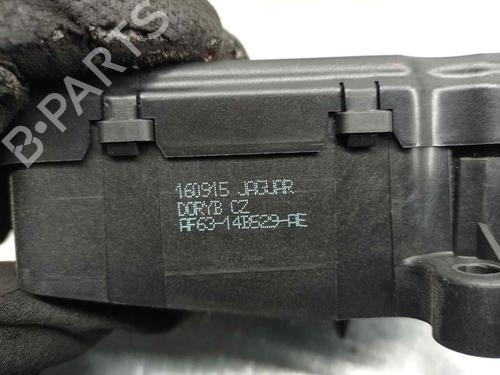 B-PARTS
160915 JAGUAR
DORYB CZ
AF63-14B529-AE